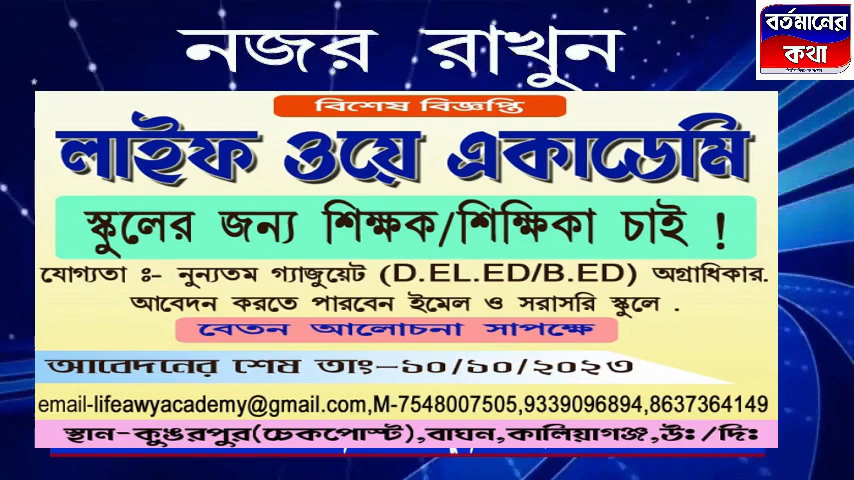 নজর রাখুন
বর্তমানের
কথা
বিশেষ বিজ্ঞপ্তি
লাইফ ওয়ে একাডেমি
স্কুলের জন্য শিক্ষক/শিক্ষিকা চাই !
যোগ্যতা ঃ- নুন্যতম গ্যাজুয়েট (D.EL.ED/B.ED) অগ্রাধিকার.
আবেদন করতে পারবেন ইমেল ও সরাসরি স্কুলে .
বেতন আলোচনা সাপক্ষে
আবেদনের শেষ তাং-১০/১০/২০২৩
email-lifeawyacademy@gmail.com,M-7548007505,9339096894,8637364149
স্থান-কুঙরপুর(চেকপোস্ট),বাঘন,কালিয়াগঞ্জ,উঃ/দিঃ